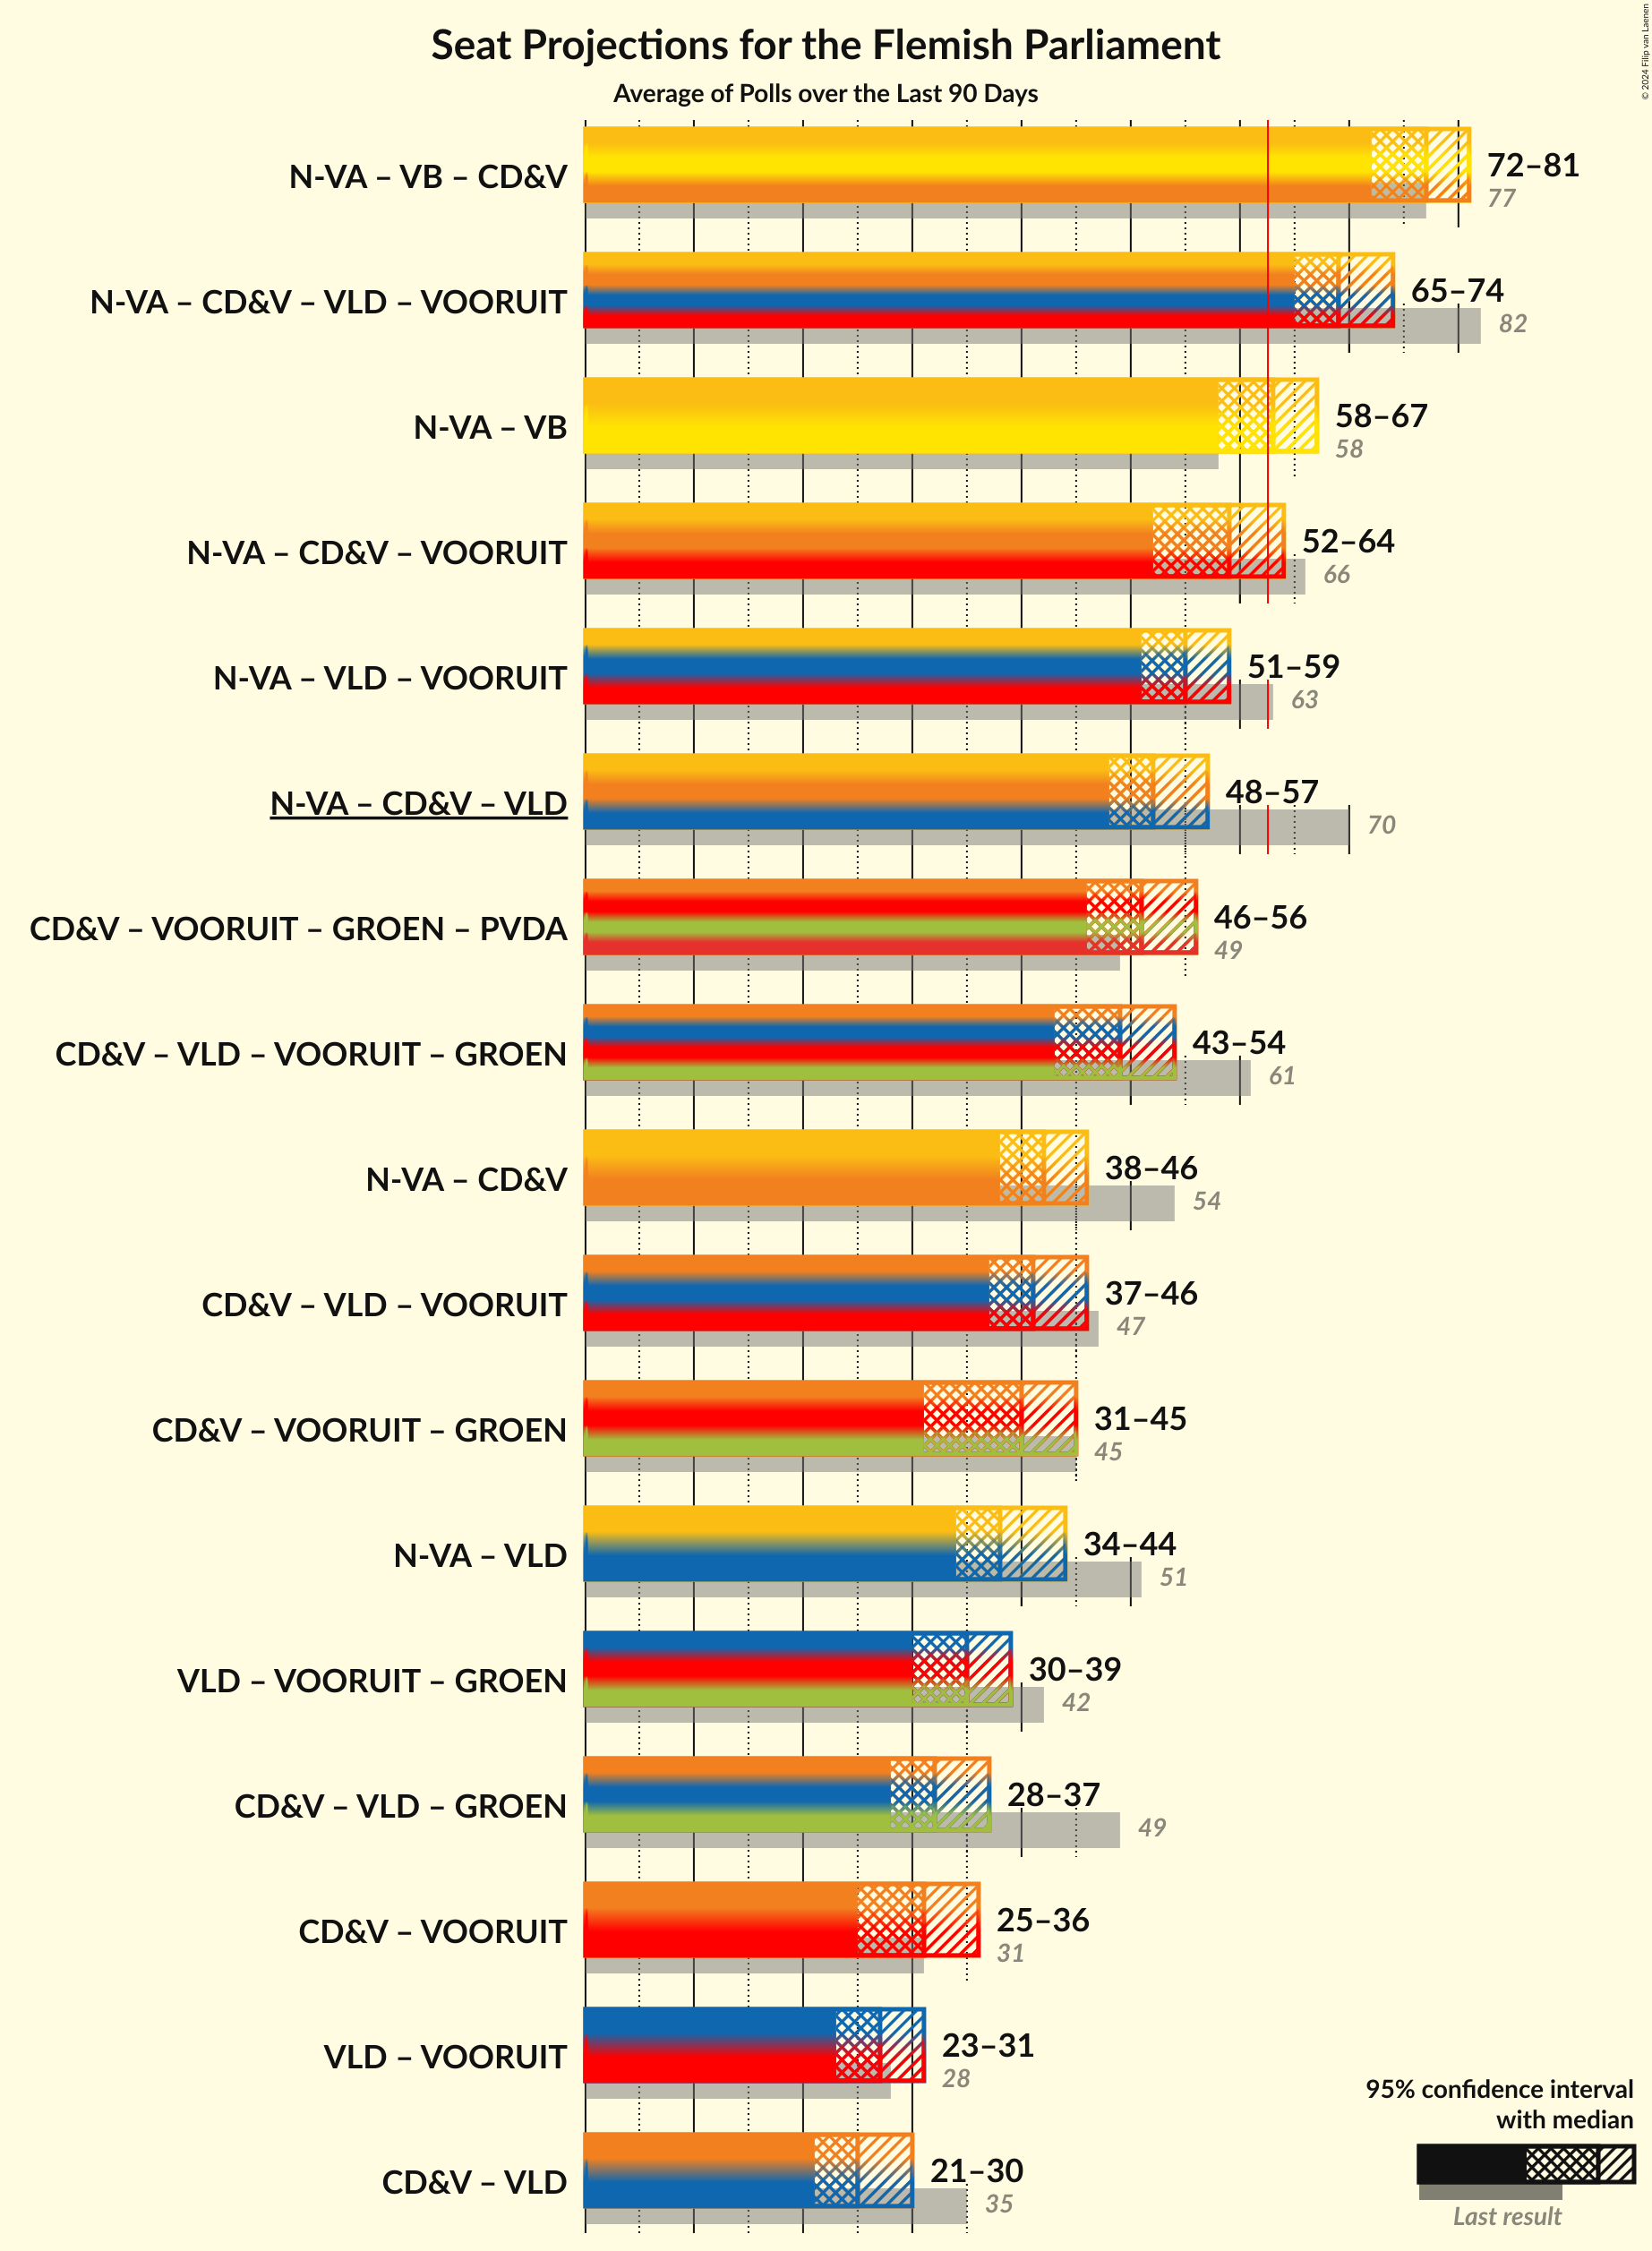 Seat Projections for the Flemish Parliament
Average of Polls over the Last 90 Days
© 2024 Filip van Laenen
N-VA – VB – CD&V
72–81
77
N-VA – CD&V – VLD – VOORUIT
65–74
82
N-VA – VB
58–67
58
N-VA – CD&V – VOORUIT
52–64
66
N-VA – VLD – VOORUIT
51–59
63
N-VA – CD&V – VLD
48–57
70
CD&V – VOORUIT – GROEN – PVDA
46–56
49
CD&V – VLD – VOORUIT – GROEN
43–54
61
N-VA – CD&V
38–46
54
CD&V – VLD – VOORUIT
37–46
47
CD&V – VOORUIT – GROEN
31–45
45
N-VA – VLD
34–44
51
VLD – VOORUIT – GROEN
30–39
42
CD&V – VLD – GROEN
28–37
49
CD&V – VOORUIT
25–36
31
VLD – VOORUIT
23–31
28
CD&V – VLD
21–30
35
95% confidence interval
with median
Last result